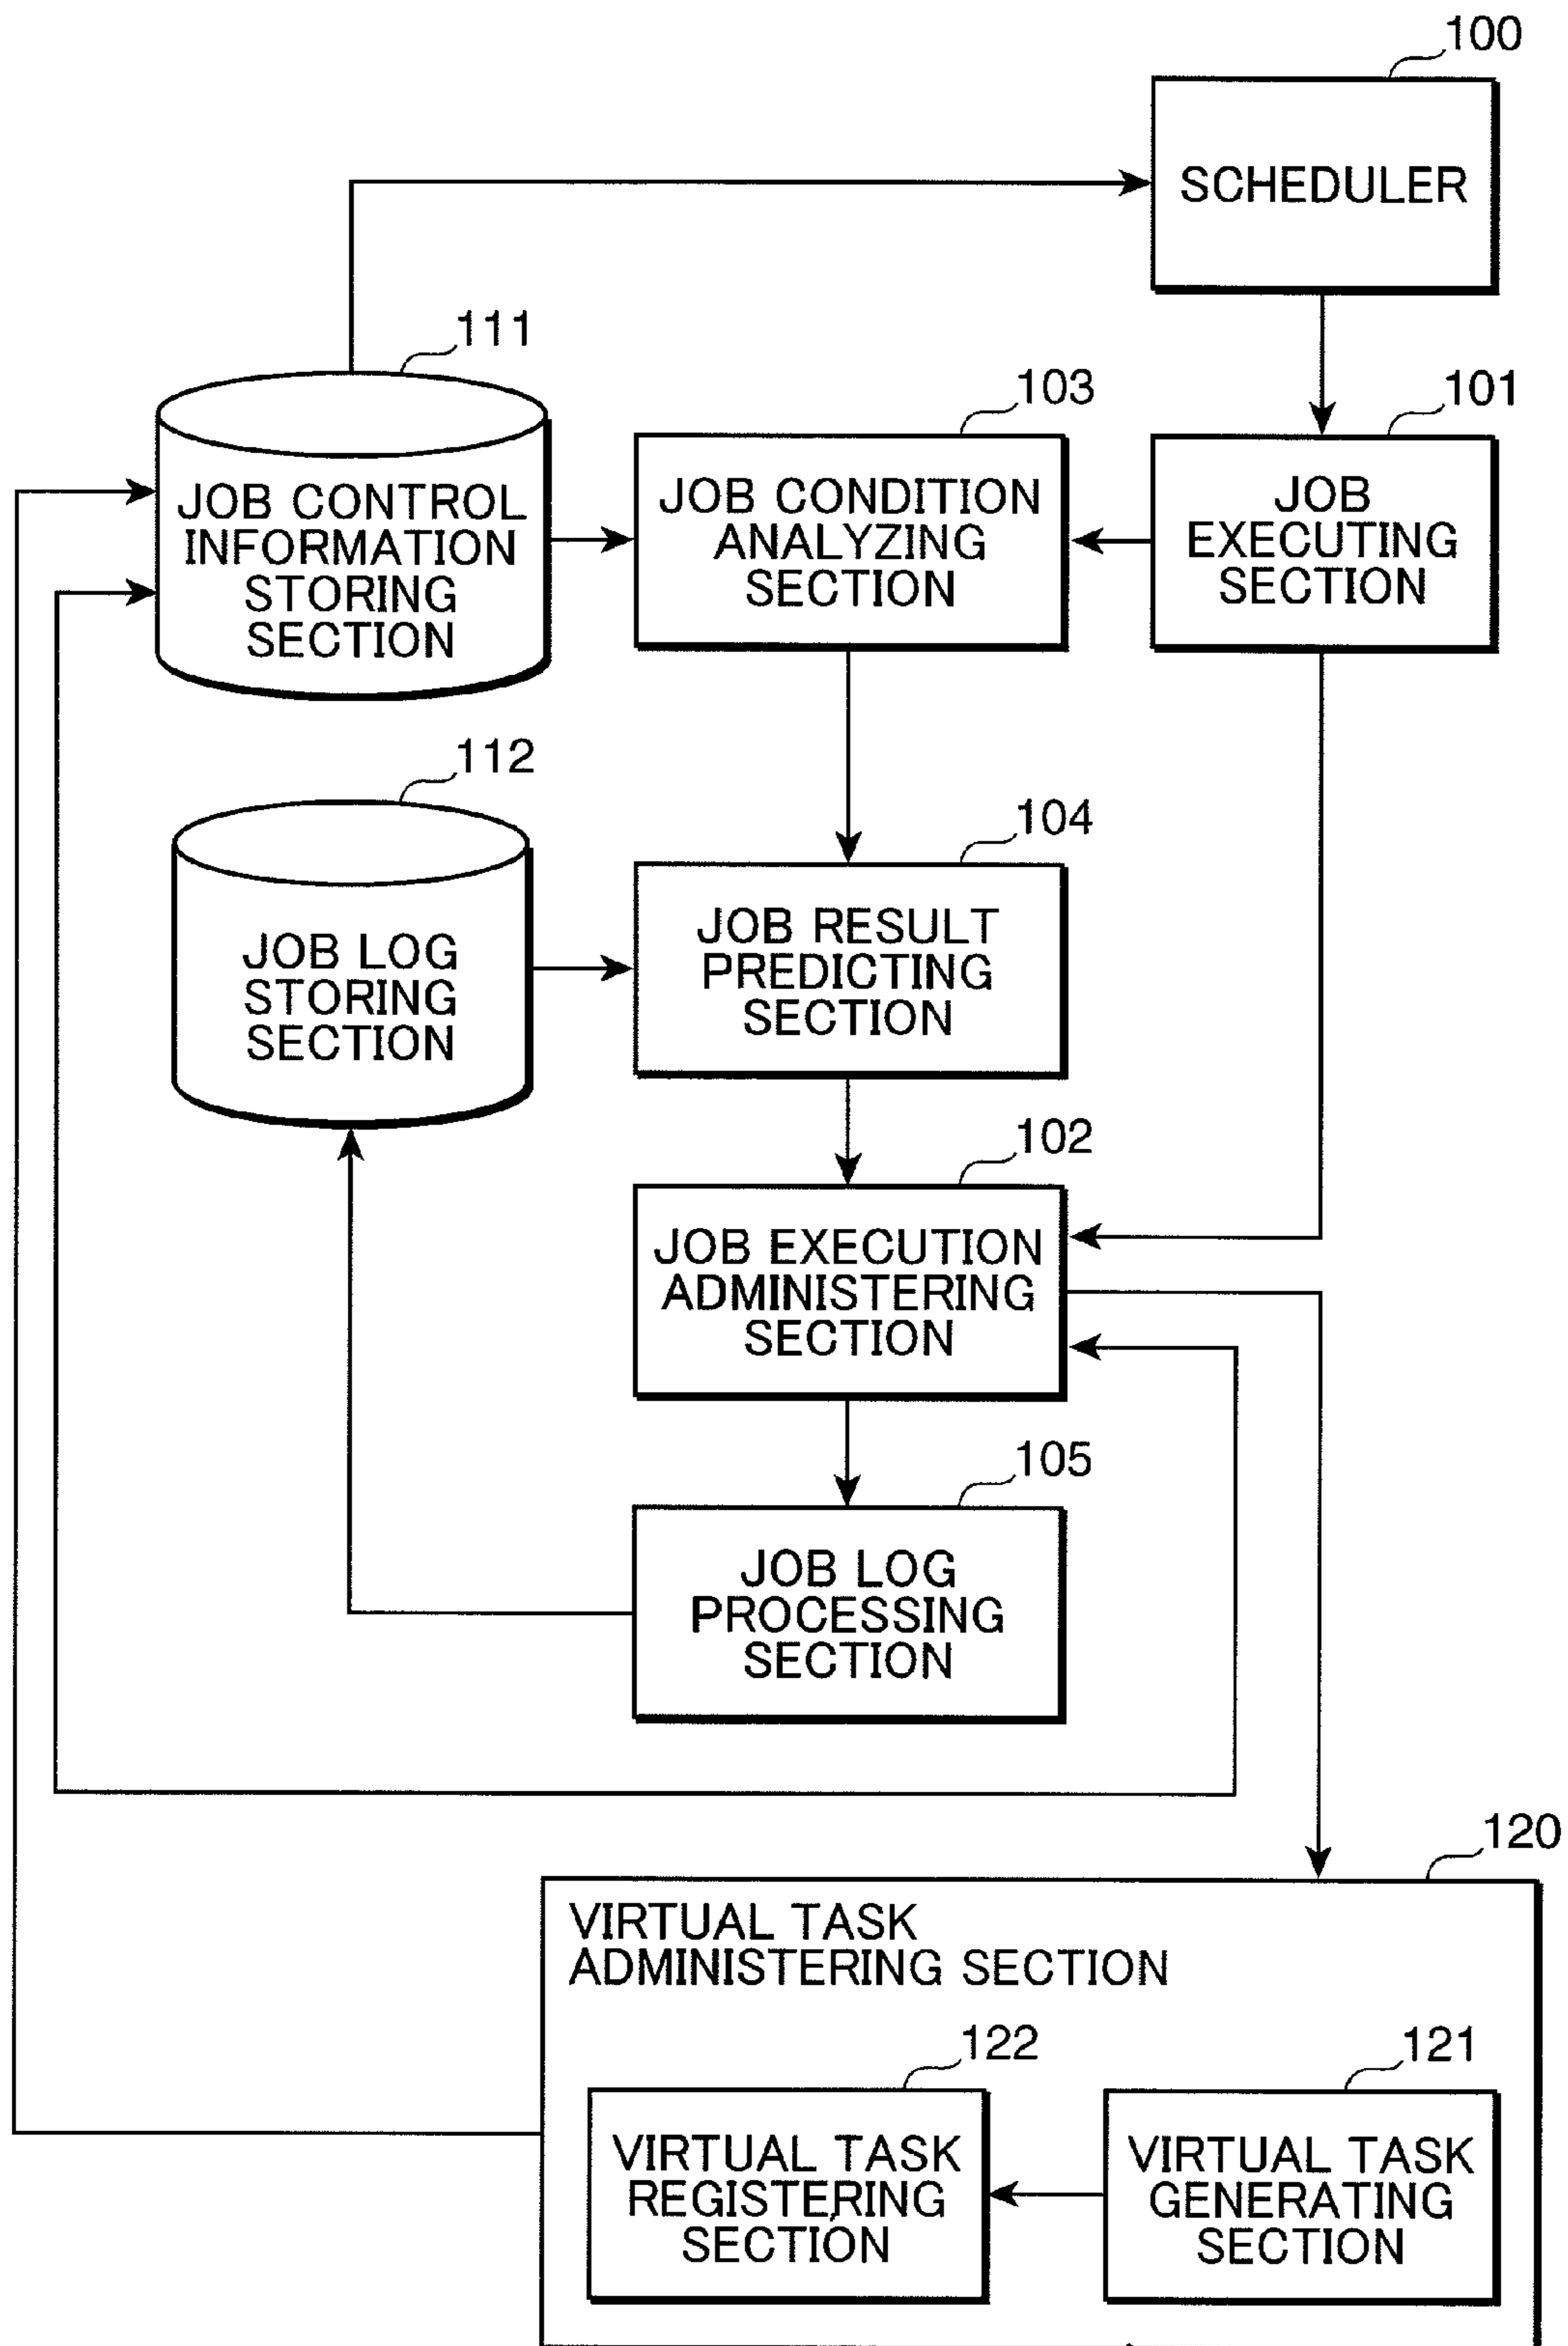 100
SCHEDULER
111
103
101
JOB CONTROL
INFORMATION
STORING
SECTION
JOB CONDITION
ANALYZING
SECTION
JOB
EXECUTING
SECTION
112
104
JOB LOG
STORING
SECTION
JOB RESULT
PREDICTING
SECTION
102
JOB EXECUTION
ADMINISTERING
SECTION
105
JOB LOG
PROCESSING
SECTION
120
VIRTUAL TASK
ADMINISTERING SECTION
122
121
VIRTUAL TASK
REGISTERING
SECTION
VIRTUAL TASK
GENERATING
SECTION